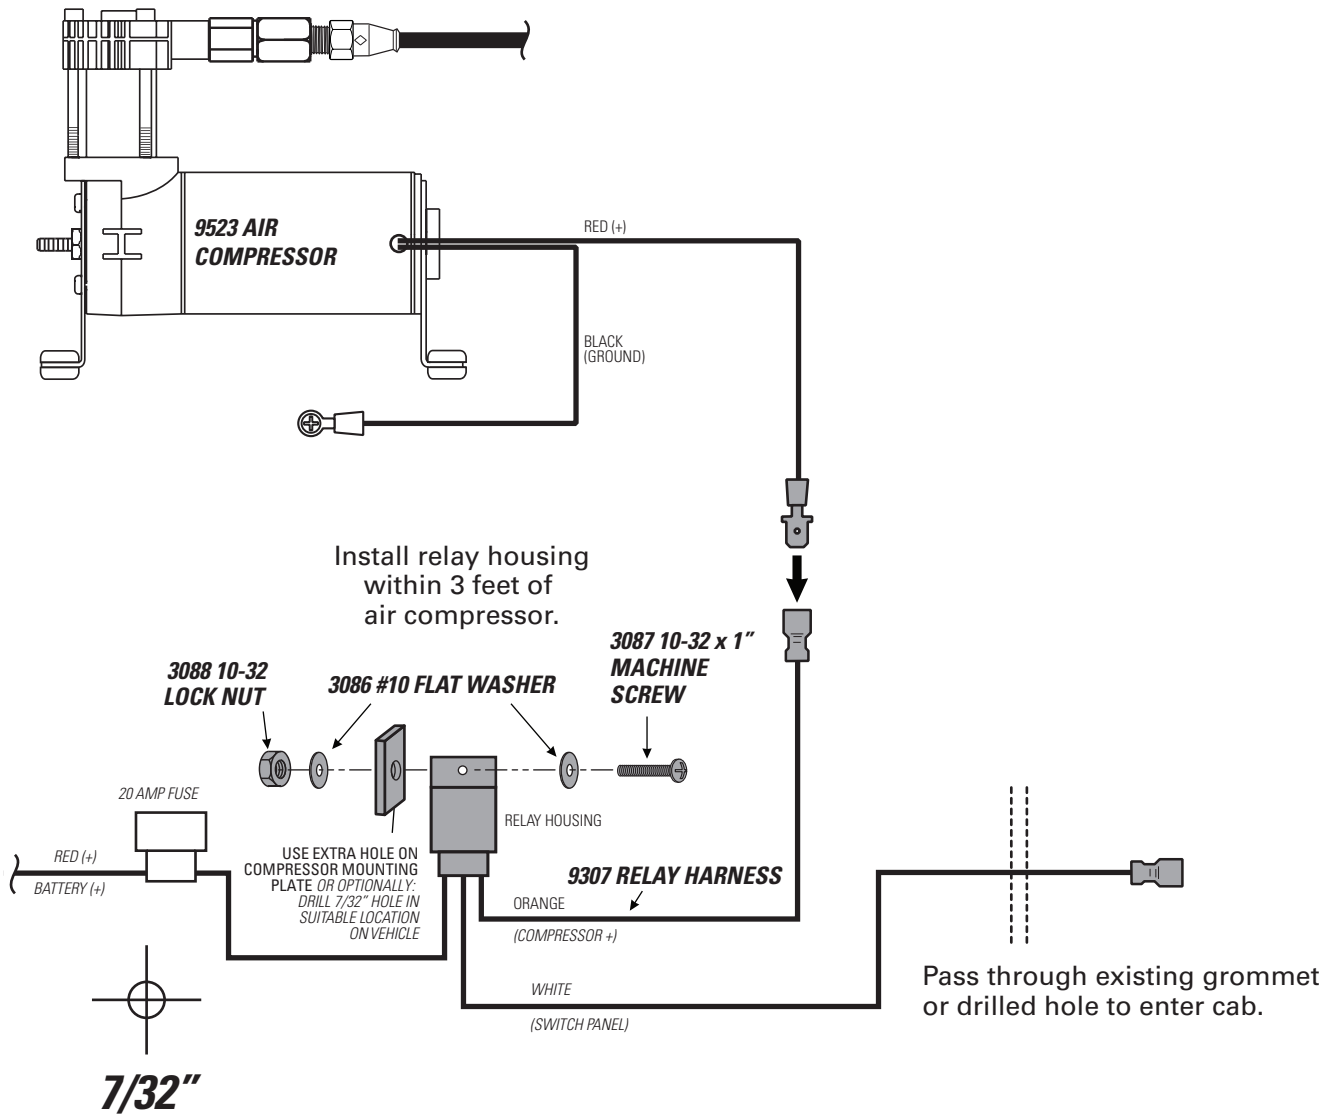 9523 AIR
COMPRESSOR
RED (+)
BLACK
(GROUND)
Install relay housing
within 3 feet of
air compressor.
3088 10-32
LOCK NUT
3086 #10 FLAT WASHER
3087 10-32 x 1”
MACHINE
SCREW
20 AMP FUSE
RELAY HOUSING
RED (+)
BATTERY (+)
USE EXTRA HOLE ON
COMPRESSOR MOUNTING
PLATE OR OPTIONALLY:
DRILL 7/32” HOLE IN
SUITABLE LOCATION
ON VEHICLE
9307 RELAY HARNESS
ORANGE
(COMPRESSOR +)
WHITE
(SWITCH PANEL)
Pass through existing grommet
or drilled hole to enter cab.
7/32”